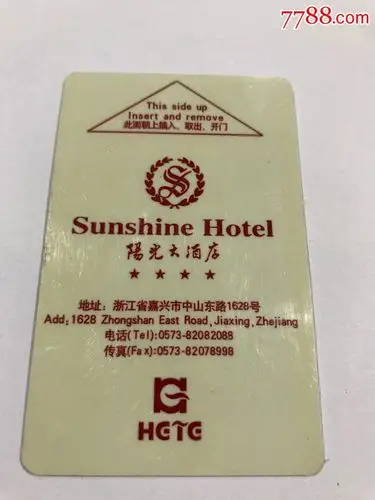 7788.com
This side up
Insert and remove
此面朝上插入、取出、开门
S
Sunshine Hotel
陽光大酒店
地址: 浙江省嘉兴市中山东路1628号
Add: 1628 Zhongshan East Road, Jiaxing, Zhejiang
电话(Tel):0573-82082088
传真(Fax):0573-82078998
HGTG